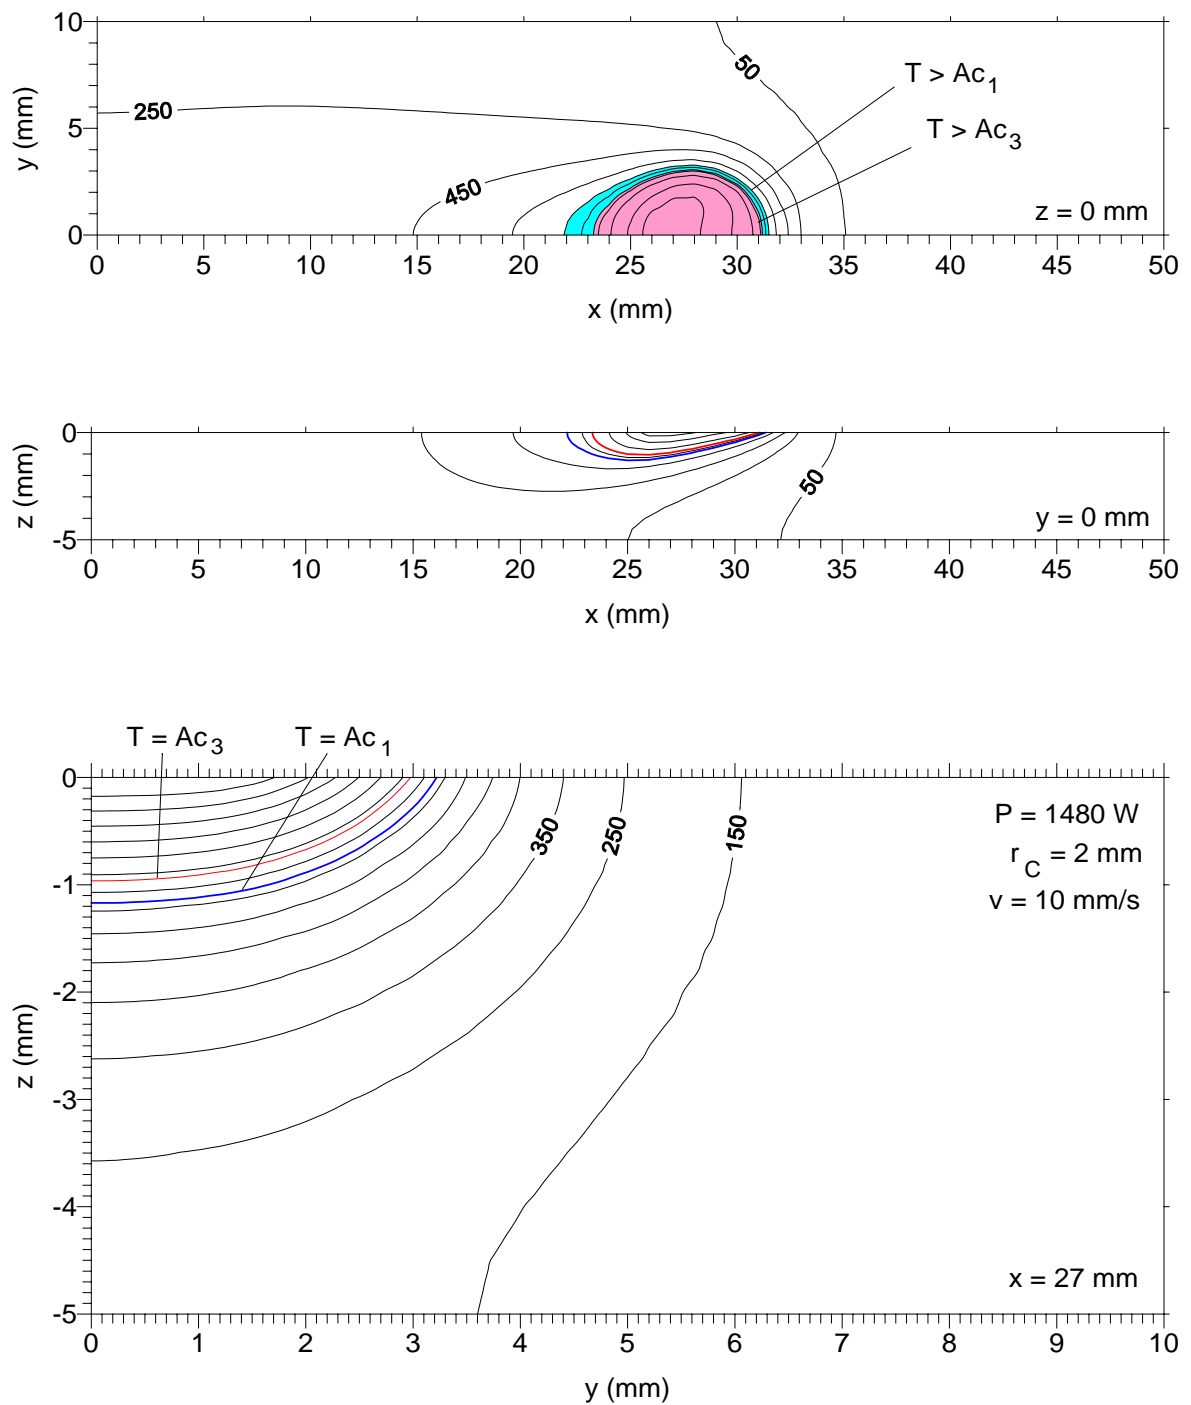 10
5
0
y (mm)
250
450
50
T > Ac1
T > Ac3
z = 0 mm
0 5 10 15 20 25 30 35 40 45 50
x (mm)
0
-5
z (mm)
50
y = 0 mm
0 5 10 15 20 25 30 35 40 45 50
x (mm)
T = Ac3 T = Ac1
0
-1
-2
-3
-4
-5
z (mm)
350 250 150
P = 1480 W
rC = 2 mm
v = 10 mm/s
x = 27 mm
0 1 2 3 4 5 6 7 8 9 10
y (mm)